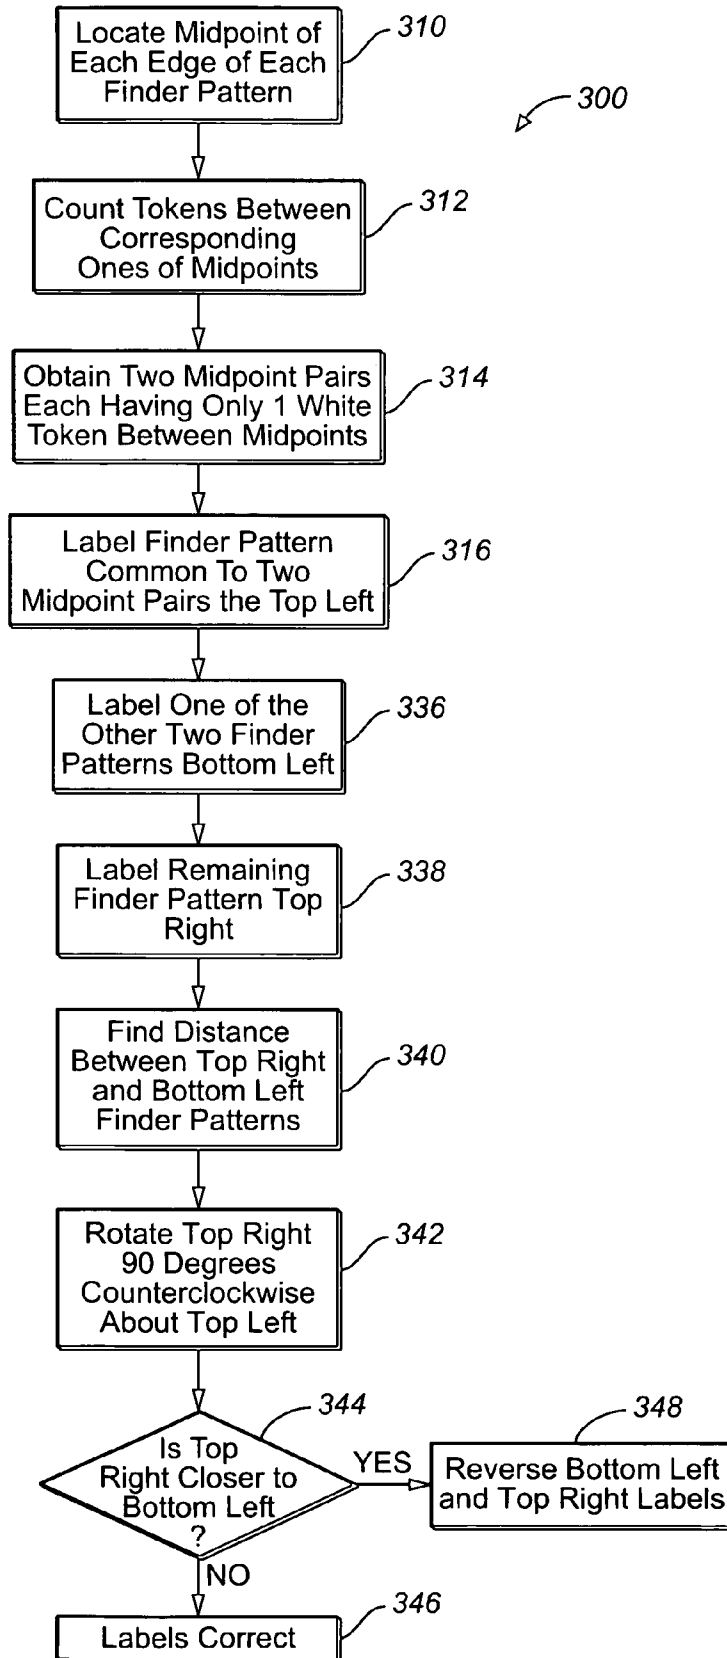 Locate Midpoint of
Each Edge of Each
Finder Pattern
310
300
Count Tokens Between
Corresponding
Ones of Midpoints
312
Obtain Two Midpoint Pairs
Each Having Only 1 White
Token Between Midpoints
314
Label Finder Pattern
Common To Two
Midpoint Pairs the Top Left
316
Label One of the
Other Two Finder
Patterns Bottom Left
336
Label Remaining
Finder Pattern Top
Right
338
Find Distance
Between Top Right
and Bottom Left
Finder Patterns
340
Rotate Top Right
90 Degrees
Counterclockwise
About Top Left
342
Is Top
Right Closer to
Bottom Left
?
344
YES
Reverse Bottom Left
and Top Right Labels
348
NO
Labels Correct
346